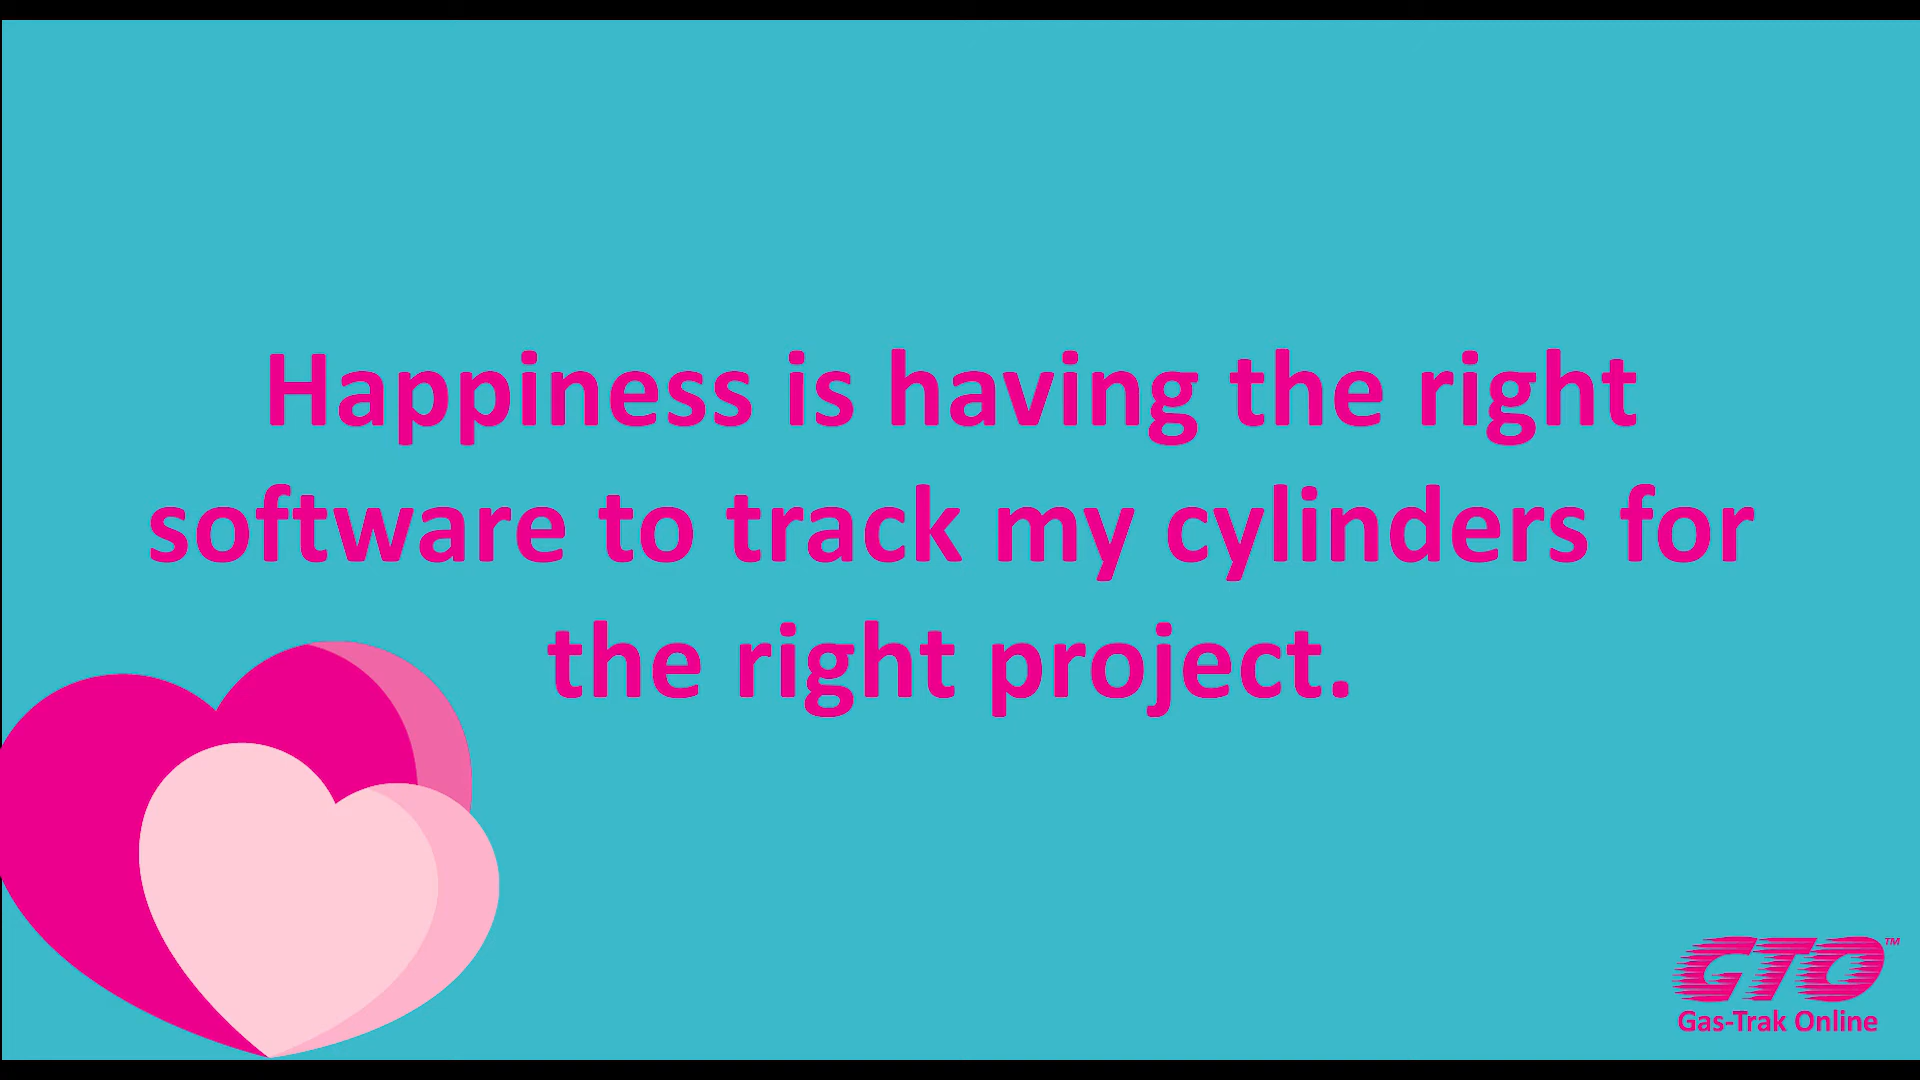 Happiness is having the right
software to track my cylinders for
the right project.
GTO™
Gas-Trak Online